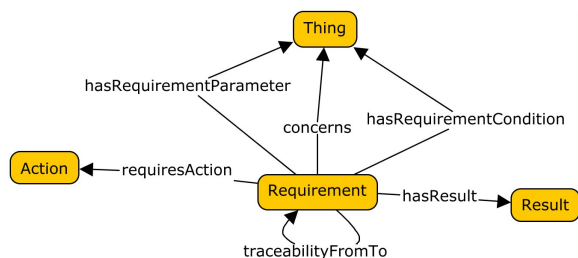 Thing
hasRequirementParameter
concerns
hasRequirementCondition
Action
requiresAction
Requirement
hasResult
Result
traceabilityFromTo